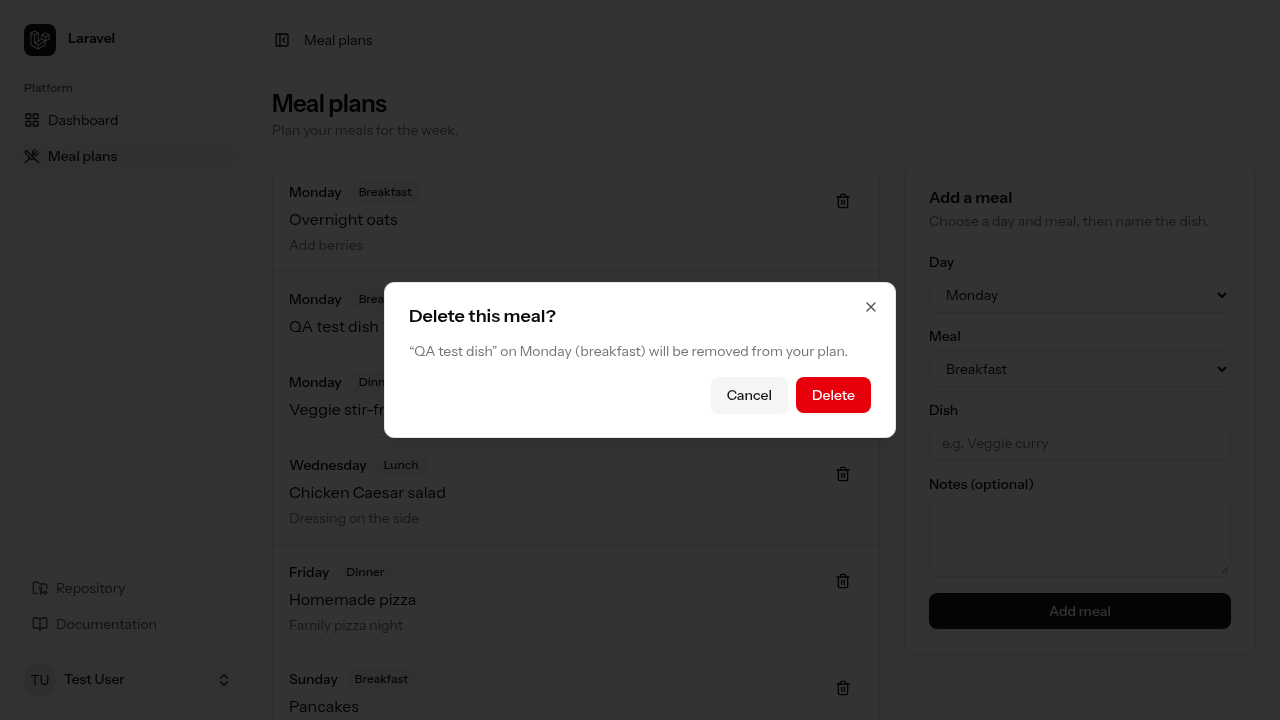 Laravel
Platform
Dashboard
Meal plans
Repository
Documentation
TU Test User
Meal plans
Meal plans
Plan your meals for the week.
Monday Breakfast
Overnight oats
Add berries
Monday Brea
QA test dish
Monday Dinn
Veggie stir-fr
Wednesday Lunch
Chicken Caesar salad
Dressing on the side
Friday Dinner
Homemade pizza
Family pizza night
Sunday Breakfast
Pancakes
Delete this meal?
“QA test dish” on Monday (breakfast) will be removed from your plan.
Cancel Delete
Add a meal
Choose a day and meal, then name the dish.
Day
Monday
Meal
Breakfast
Dish
e.g. Veggie curry
Notes (optional)
Add meal